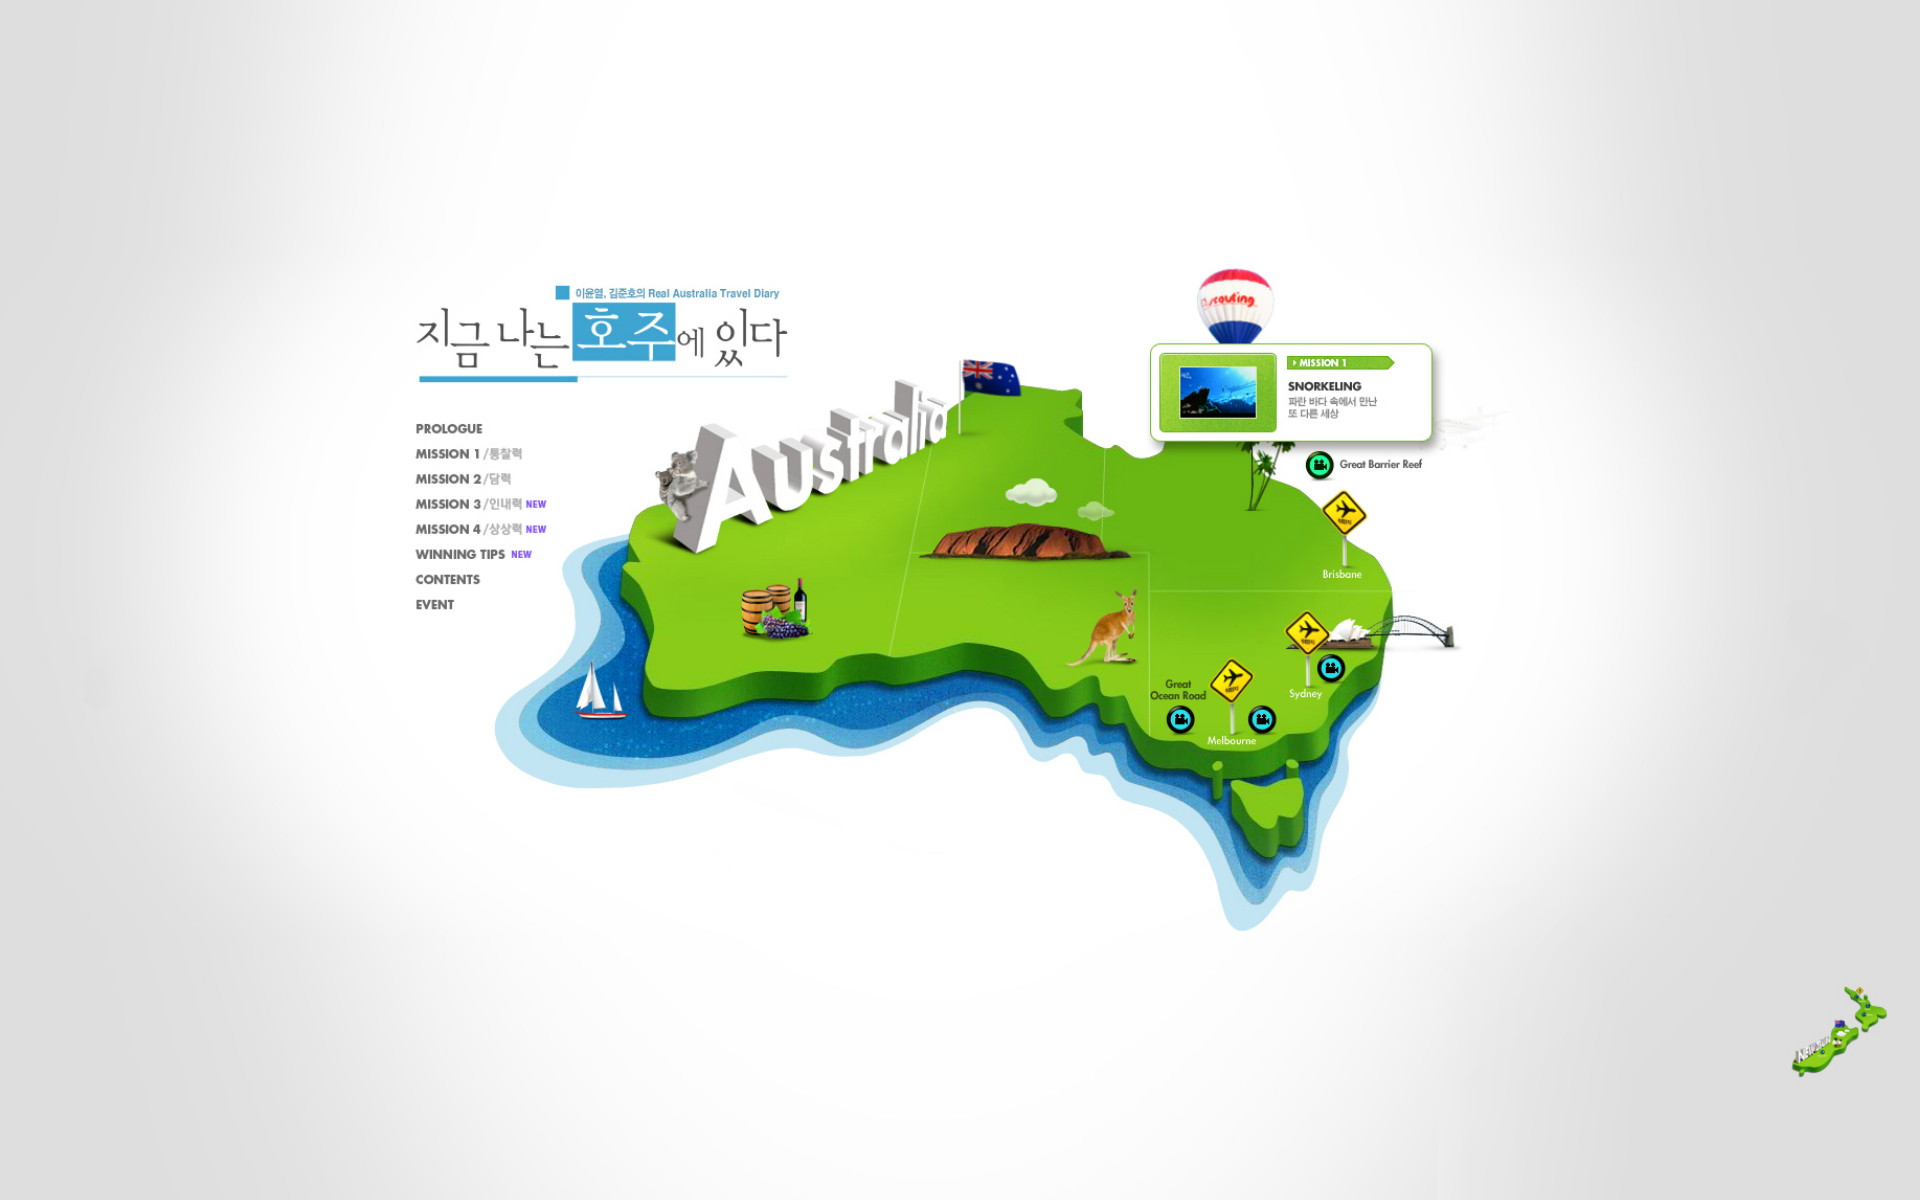 이윤열, 김준호의 Real Australia Travel Diary
지금 나는 호주에 있다
PROLOGUE
MISSION 1 /통찰력
MISSION 2 /담력
MISSION 3 /인내력 NEW
MISSION 4 /상상력 NEW
WINNING TIPS NEW
CONTENTS
EVENT
Australia
scouting
MISSION 1
SNORKELING
파란 바다 속에서 만난
또 다른 세상
Great Barrier Reef
Brisbane
Sydney
Great
Ocean Road
Melbourne